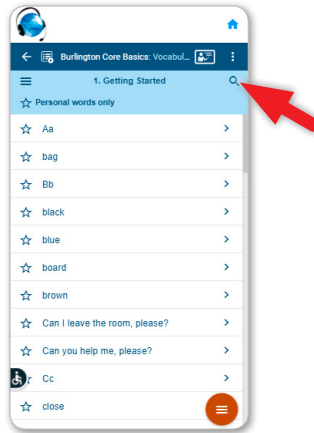 Burlington Core Basics: Vocabul...
1. Getting Started
Personal words only
Aa
bag
Bb
black
blue
board
brown
Can I leave the room, please?
Can you help me, please?
Cc
close